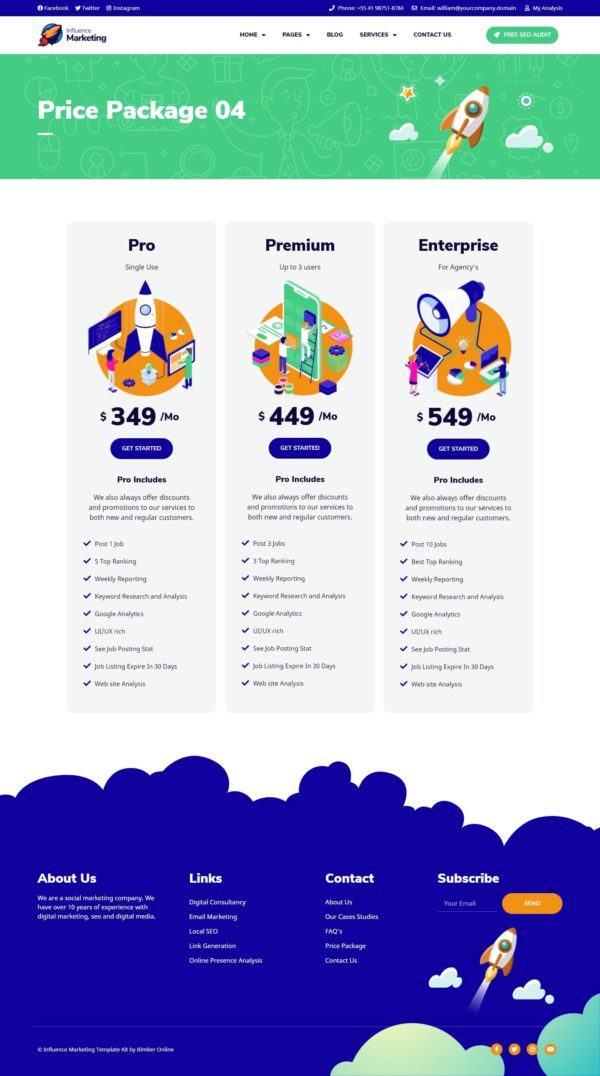 Facebook Twitter Instagram Phone: +55 41 98751-8784 Email: william@yourcompany.domain My Analysis
Influence
Marketing
HOME PAGES BLOG SERVICES CONTACT US FREE SEO AUDIT
Price Package 04
Pro
Single Use
$ 349 /Mo
GET STARTED
Pro Includes
We also always offer discounts
and promotions to our services to
both new and regular customers.
Post 1 Job
5 Top Ranking
Weekly Reporting
Keyword Research and Analysis
Google Analytics
UI/UX rich
See Job Posting Stat
Job Listing Expire In 30 Days
Web site Analysis
Premium
Up to 3 users
$ 449 /Mo
GET STARTED
Pro Includes
We also always offer discounts
and promotions to our services to
both new and regular customers.
Post 3 Jobs
3 Top Ranking
Weekly Reporting
Keyword Research and Analysis
Google Analytics
UI/UX rich
See Job Posting Stat
Job Listing Expire In 30 Days
Web site Analysis
Enterprise
For Agency's
$ 549 /Mo
GET STARTED
Pro Includes
We also always offer discounts
and promotions to our services to
both new and regular customers.
Post 10 Jobs
Best Top Ranking
Weekly Reporting
Keyword Research and Analysis
Google Analytics
UI/UX rich
See Job Posting Stat
Job Listing Expire In 30 Days
Web site Analysis
About Us
We are a social marketing company. We
have over 10 years of experience with
digital marketing, seo and digital media.
Links
Digital Consultancy
Email Marketing
Local SEO
Link Generation
Online Presence Analysis
Contact
About Us
Our Cases Studies
FAQ's
Price Package
Contact Us
Subscribe
Your Email SEND
© Influence Marketing Template Kit by Bimber Online